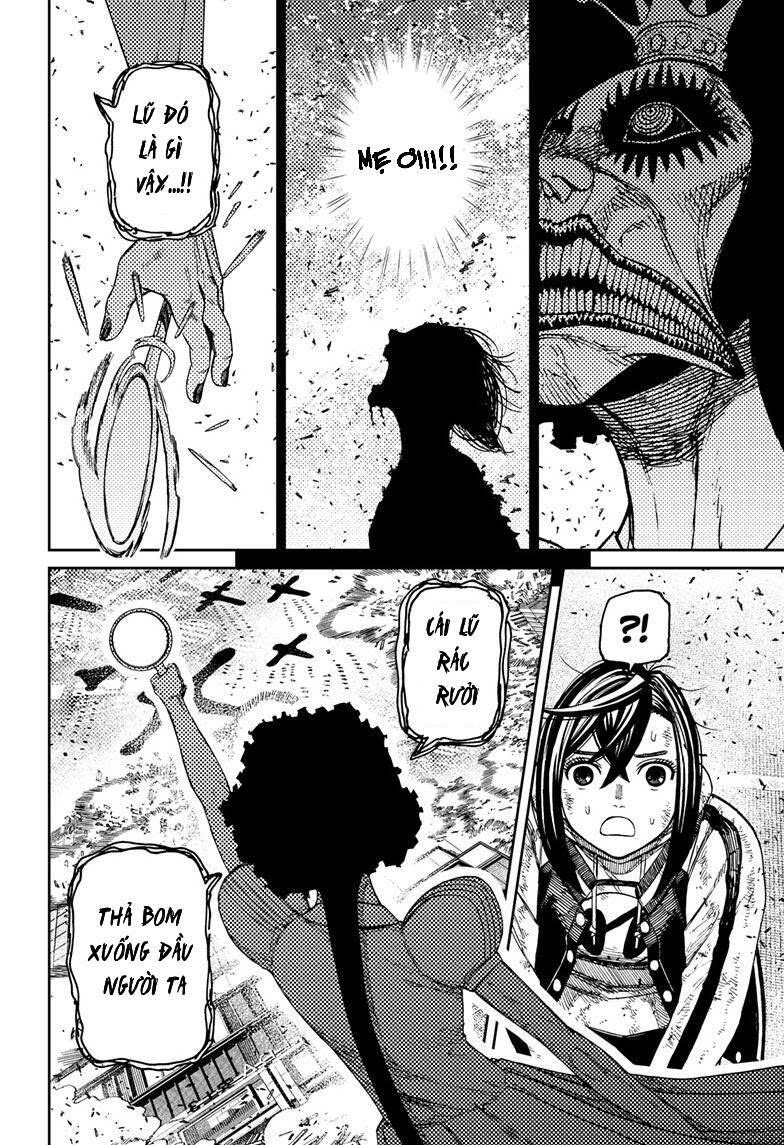 MẸ ƠIIII!!
LŨ ĐÓ
LÀ GÌ
VẬY...!!
?!
CÁI LŨ
RÁC
RƯỞI
THẢ BOM
XUỐNG ĐẦU
NGƯỜI TA